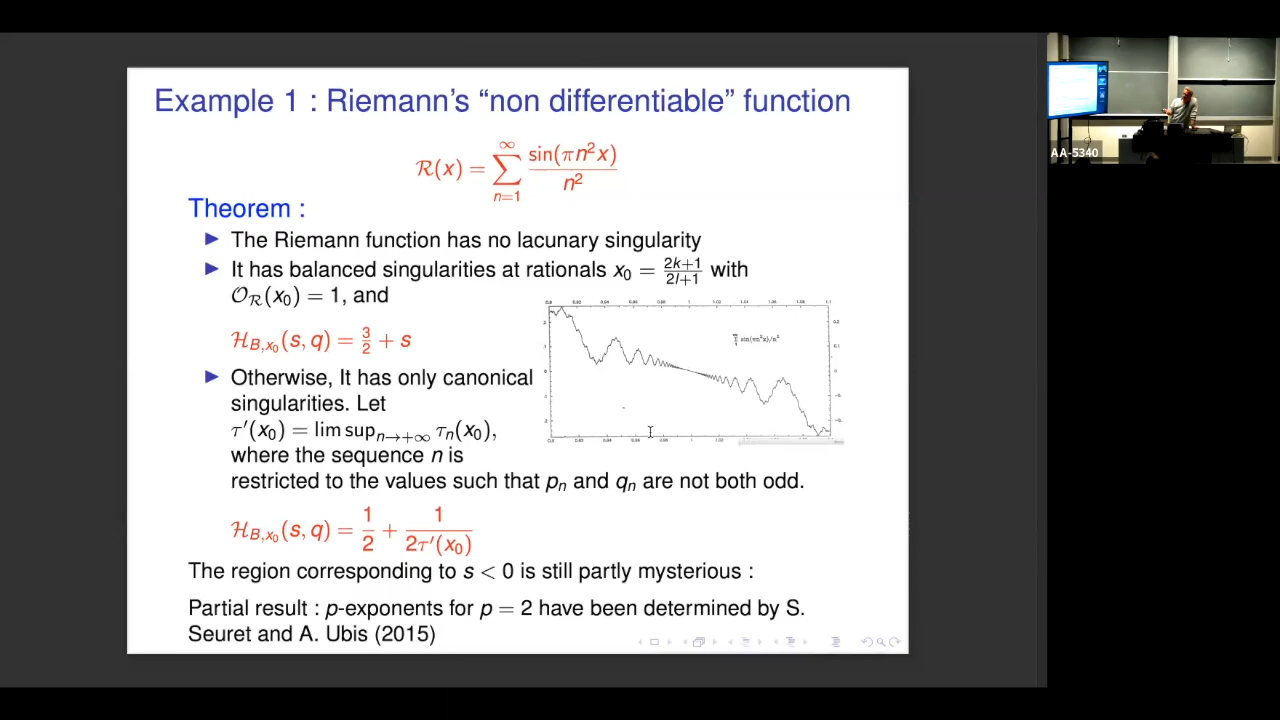 Example 1 : Riemann's “non differentiable” function
ℛ(x) = ∑_{n=1}^{∞} sin(πn²x) / n²
Theorem :
▶ The Riemann function has no lacunary singularity
▶ It has balanced singularities at rationals x₀ = (2k+1)/(2l+1) with
𝒪_ℛ(x₀) = 1, and
ℋ_{B,x₀}(s, q) = 3/2 + s
▶ Otherwise, It has only canonical
singularities. Let
τ′(x₀) = lim sup_{n→+∞} τₙ(x₀),
where the sequence n is
restricted to the values such that pₙ and qₙ are not both odd.
ℋ_{B,x₀}(s, q) = 1/2 + 1/(2τ′(x₀))
The region corresponding to s < 0 is still partly mysterious :
Partial result : p-exponents for p = 2 have been determined by S.
Seuret and A. Ubis (2015)
AA-5340